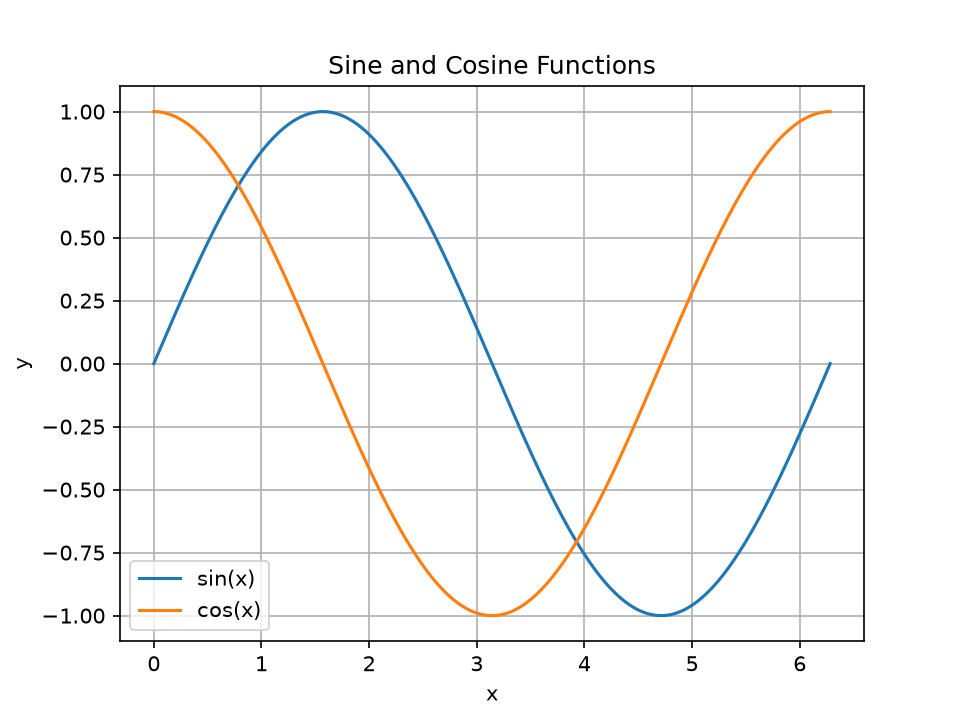 Sine and Cosine Functions
1.00
0.75
0.50
0.25
0.00
−0.25
−0.50
−0.75
−1.00
y
sin(x)
cos(x)
0 1 2 3 4 5 6
x